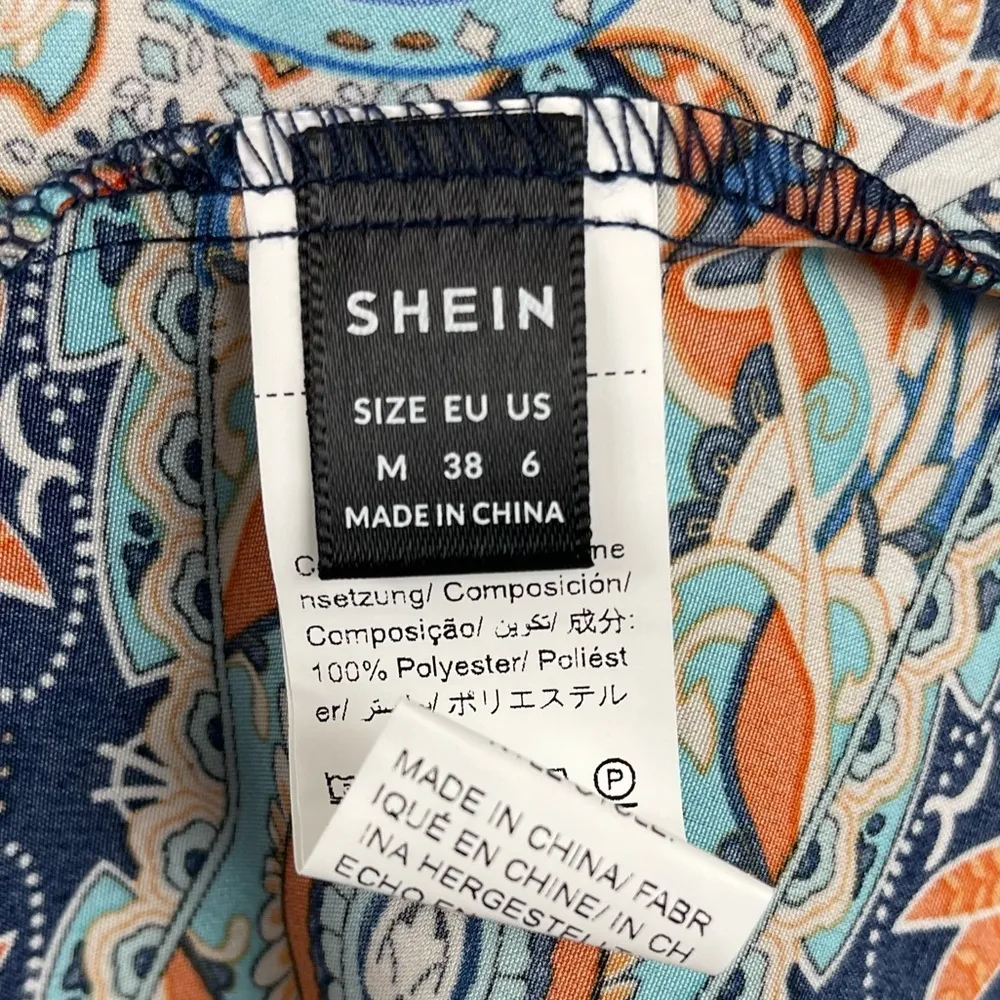 SHEIN
SIZE EU US
M 38 6
MADE IN CHINA
nsetzung/ Composición/
Composição/ تكوين/ 成分:
100% Polyester/ Poliést
er/ ポリエステル
P
MADE IN CHINA/ FABR
IQUÉ EN CHINE/ IN CH
INA HERGESTELLT/
ECHO